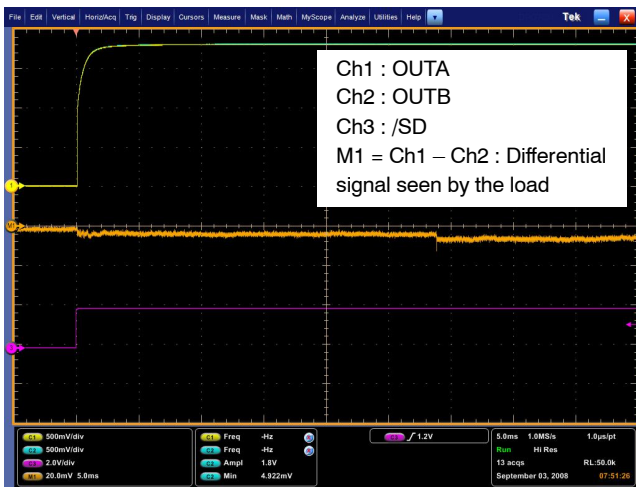 File Edit Vertical Horiz/Acq Trig Display Cursors Measure Mask Math MyScope Analyze Utilities Help Tek X
Ch1 : OUTA
Ch2 : OUTB
Ch3 : /SD
M1 = Ch1 – Ch2 : Differential
signal seen by the load
1
M1
C1 500mV/div
C2 500mV/div
C3 2.0V/div
M1 20.0mV 5.0ms
C1 Freq -Hz
C2 Freq -Hz
C2 Ampl 1.8V
C2 Min 4.922mV
C3 1.2V
5.0ms 1.0MS/s 1.0µs/pt
Run Hi Res
13 acqs RL:50.0k
September 03, 2008 07:51:26